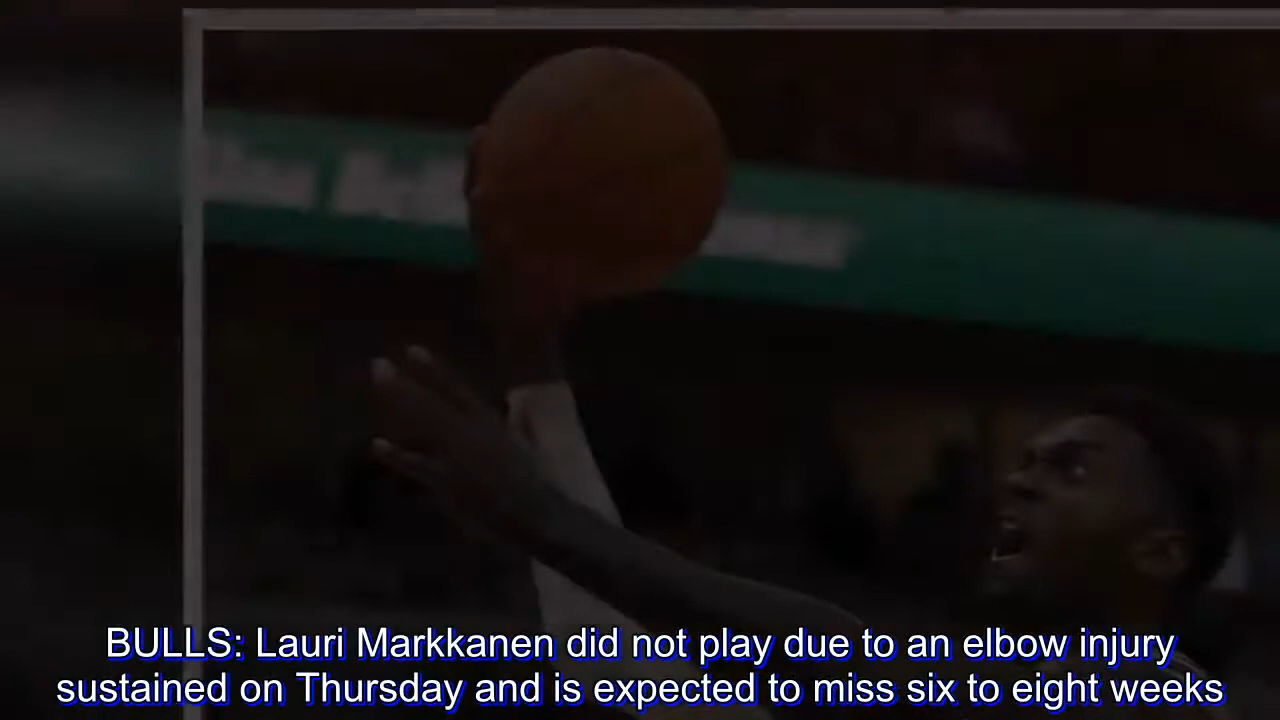 BULLS: Lauri Markkanen did not play due to an elbow injury
sustained on Thursday and is expected to miss six to eight weeks